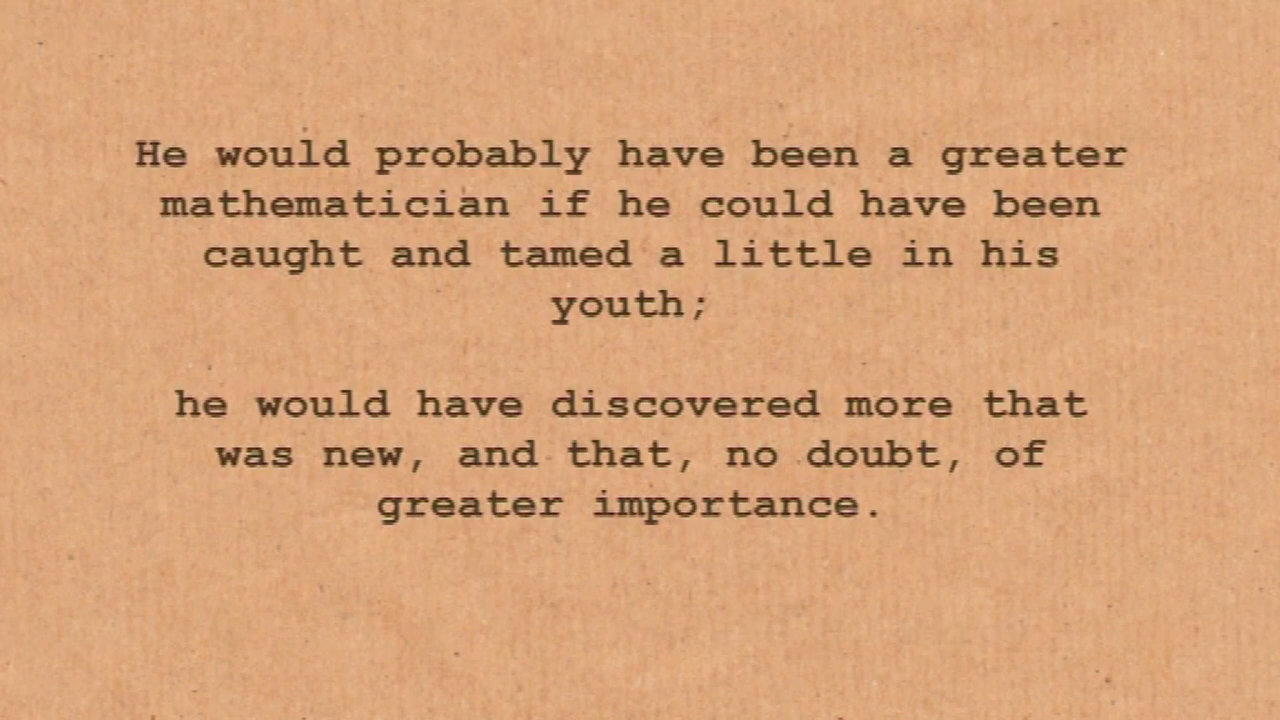 He would probably have been a greater
mathematician if he could have been
caught and tamed a little in his
youth;
he would have discovered more that
was new, and that, no doubt, of
greater importance.